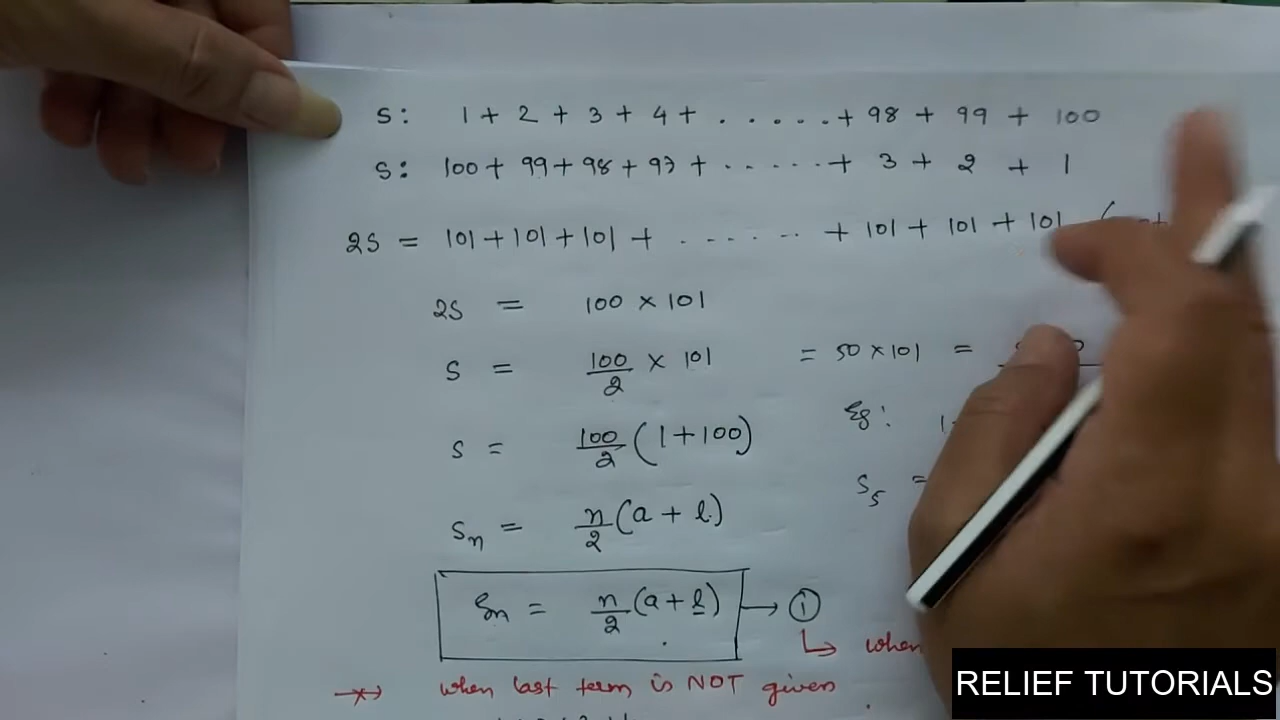 S: 1 + 2 + 3 + 4 + . . . . . + 98 + 99 + 100
S: 100 + 99 + 98 + 97 + . . . . . + 3 + 2 + 1
2S = 101 + 101 + 101 + . . . . . . + 101 + 101 + 101
2S = 100 × 101
S = 100/2 × 101 = 50 × 101 =
S = 100/2 (1 + 100)
Eg:
Sn = n/2 (a + l)
S5 =
Sn = n/2 (a + l) → ①
↳ when
when last term is NOT given
RELIEF TUTORIALS